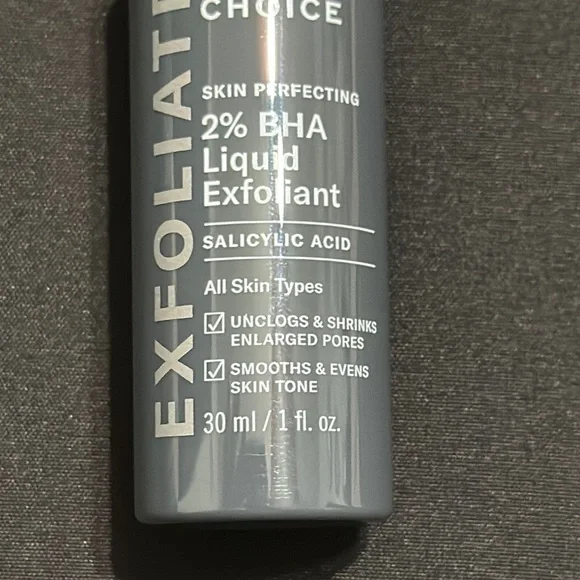 CHOICE
SKIN PERFECTING
2% BHA
Liquid
Exfoliant
SALICYLIC ACID
All Skin Types
☑ UNCLOGS & SHRINKS
ENLARGED PORES
☑ SMOOTHS & EVENS
SKIN TONE
30 ml / 1 fl. oz.
EXFOLIATE